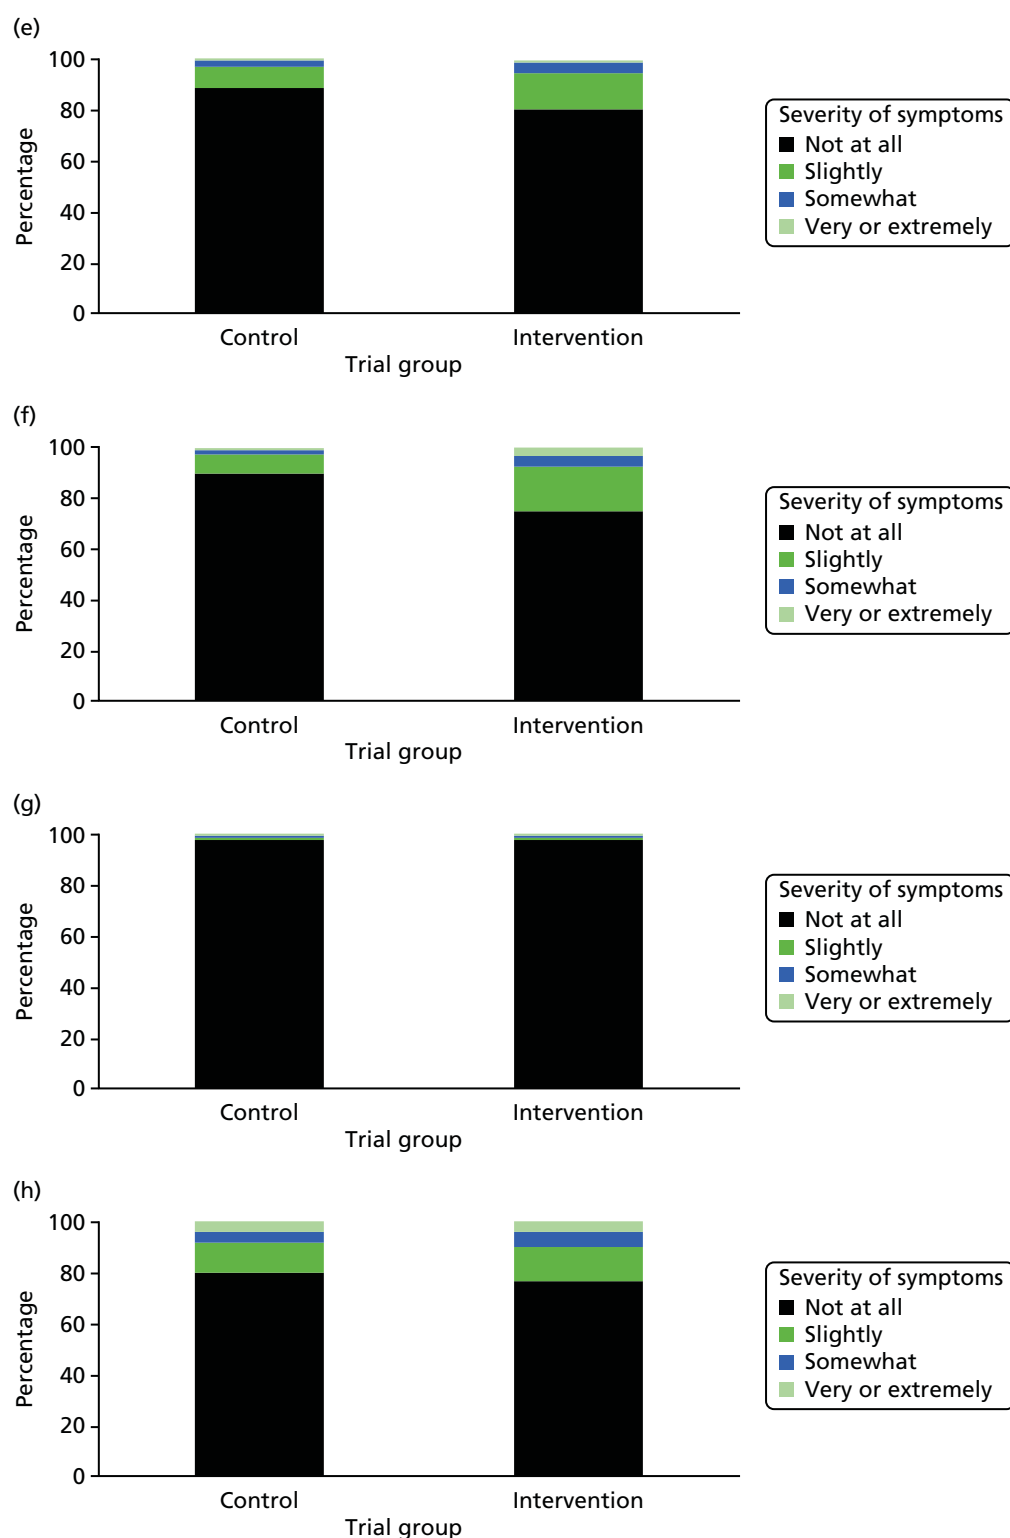 (e)
100
80
60
40
20
0
Percentage
Control
Intervention
Trial group
Severity of symptoms
Not at all
Slightly
Somewhat
Very or extremely
(f)
100
80
60
40
20
0
Percentage
Control
Intervention
Trial group
Severity of symptoms
Not at all
Slightly
Somewhat
Very or extremely
(g)
100
80
60
40
20
0
Percentage
Control
Intervention
Trial group
Severity of symptoms
Not at all
Slightly
Somewhat
Very or extremely
(h)
100
80
60
40
20
0
Percentage
Control
Intervention
Trial group
Severity of symptoms
Not at all
Slightly
Somewhat
Very or extremely